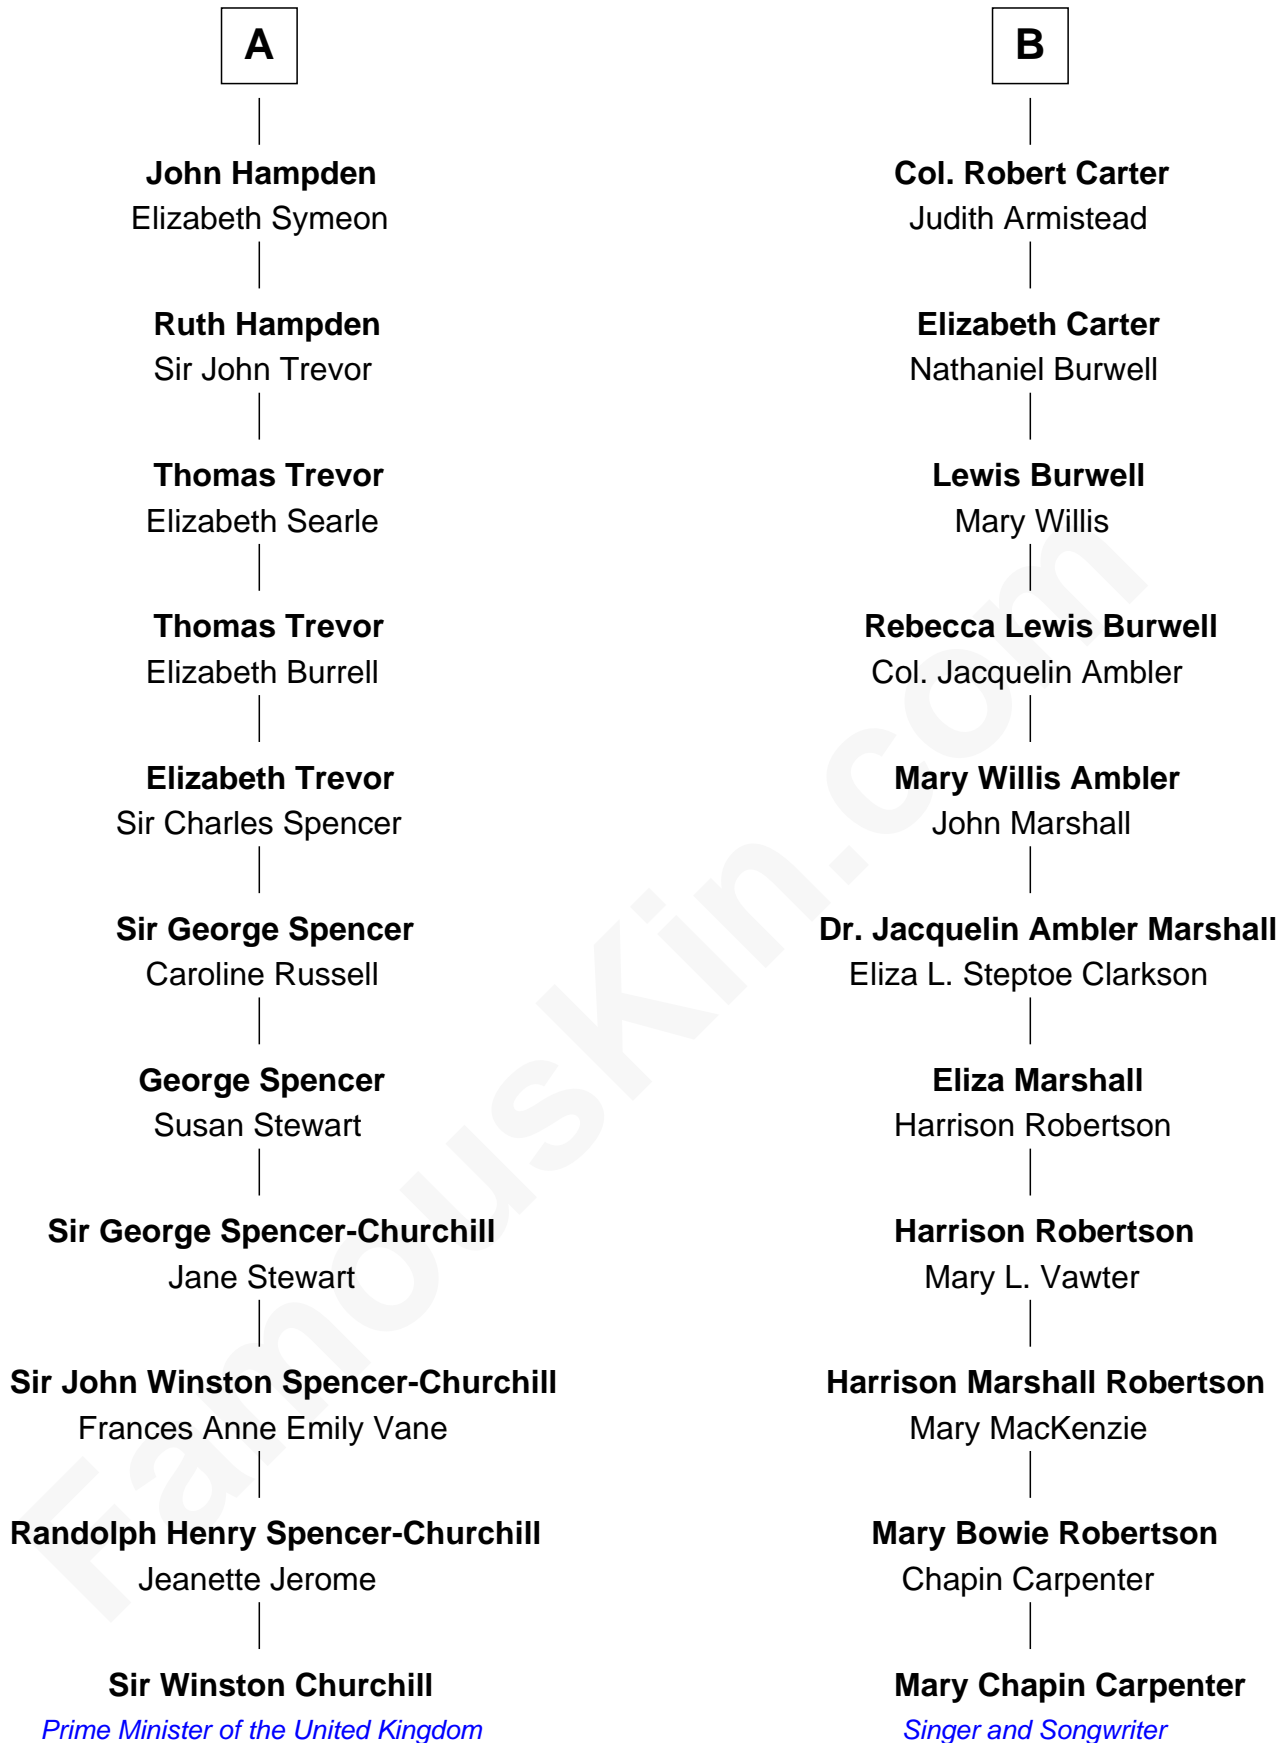 A
John Hampden
Elizabeth Symeon
Ruth Hampden
Sir John Trevor
Thomas Trevor
Elizabeth Searle
Thomas Trevor
Elizabeth Burrell
Elizabeth Trevor
Sir Charles Spencer
Sir George Spencer
Caroline Russell
George Spencer
Susan Stewart
Sir George Spencer-Churchill
Jane Stewart
Sir John Winston Spencer-Churchill
Frances Anne Emily Vane
Randolph Henry Spencer-Churchill
Jeanette Jerome
Sir Winston Churchill
Prime Minister of the United Kingdom
B
Col. Robert Carter
Judith Armistead
Elizabeth Carter
Nathaniel Burwell
Lewis Burwell
Mary Willis
Rebecca Lewis Burwell
Col. Jacquelin Ambler
Mary Willis Ambler
John Marshall
Dr. Jacquelin Ambler Marshall
Eliza L. Steptoe Clarkson
Eliza Marshall
Harrison Robertson
Harrison Robertson
Mary L. Vawter
Harrison Marshall Robertson
Mary MacKenzie
Mary Bowie Robertson
Chapin Carpenter
Mary Chapin Carpenter
Singer and Songwriter
FamousKin.com